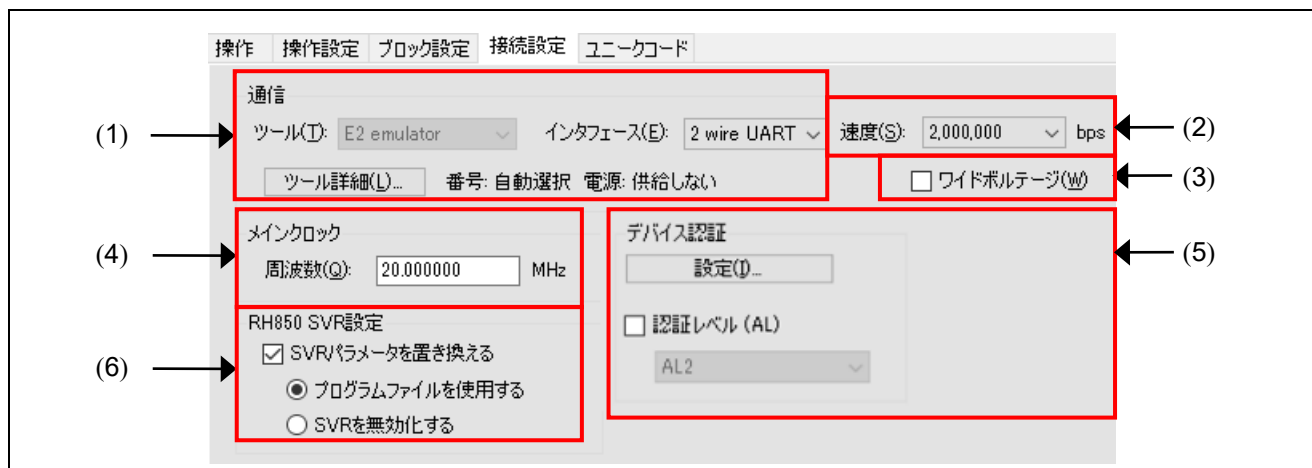 操作 操作設定 ブロック設定 接続設定 ユニークコード
通信
(1) ツール(T): E2 emulator インタフェース(E): 2 wire UART 速度(S): 2,000,000 bps (2)
ツール詳細(L)... 番号: 自動選択 電源: 供給しない ワイドボルテージ(W) (3)
メインクロック デバイス認証
(4) 周波数(Q): 20.000000 MHz 設定(I)... (5)
RH850 SVR設定 認証レベル (AL)
(6) SVRパラメータを置き換える AL2
プログラムファイルを使用する
SVRを無効化する